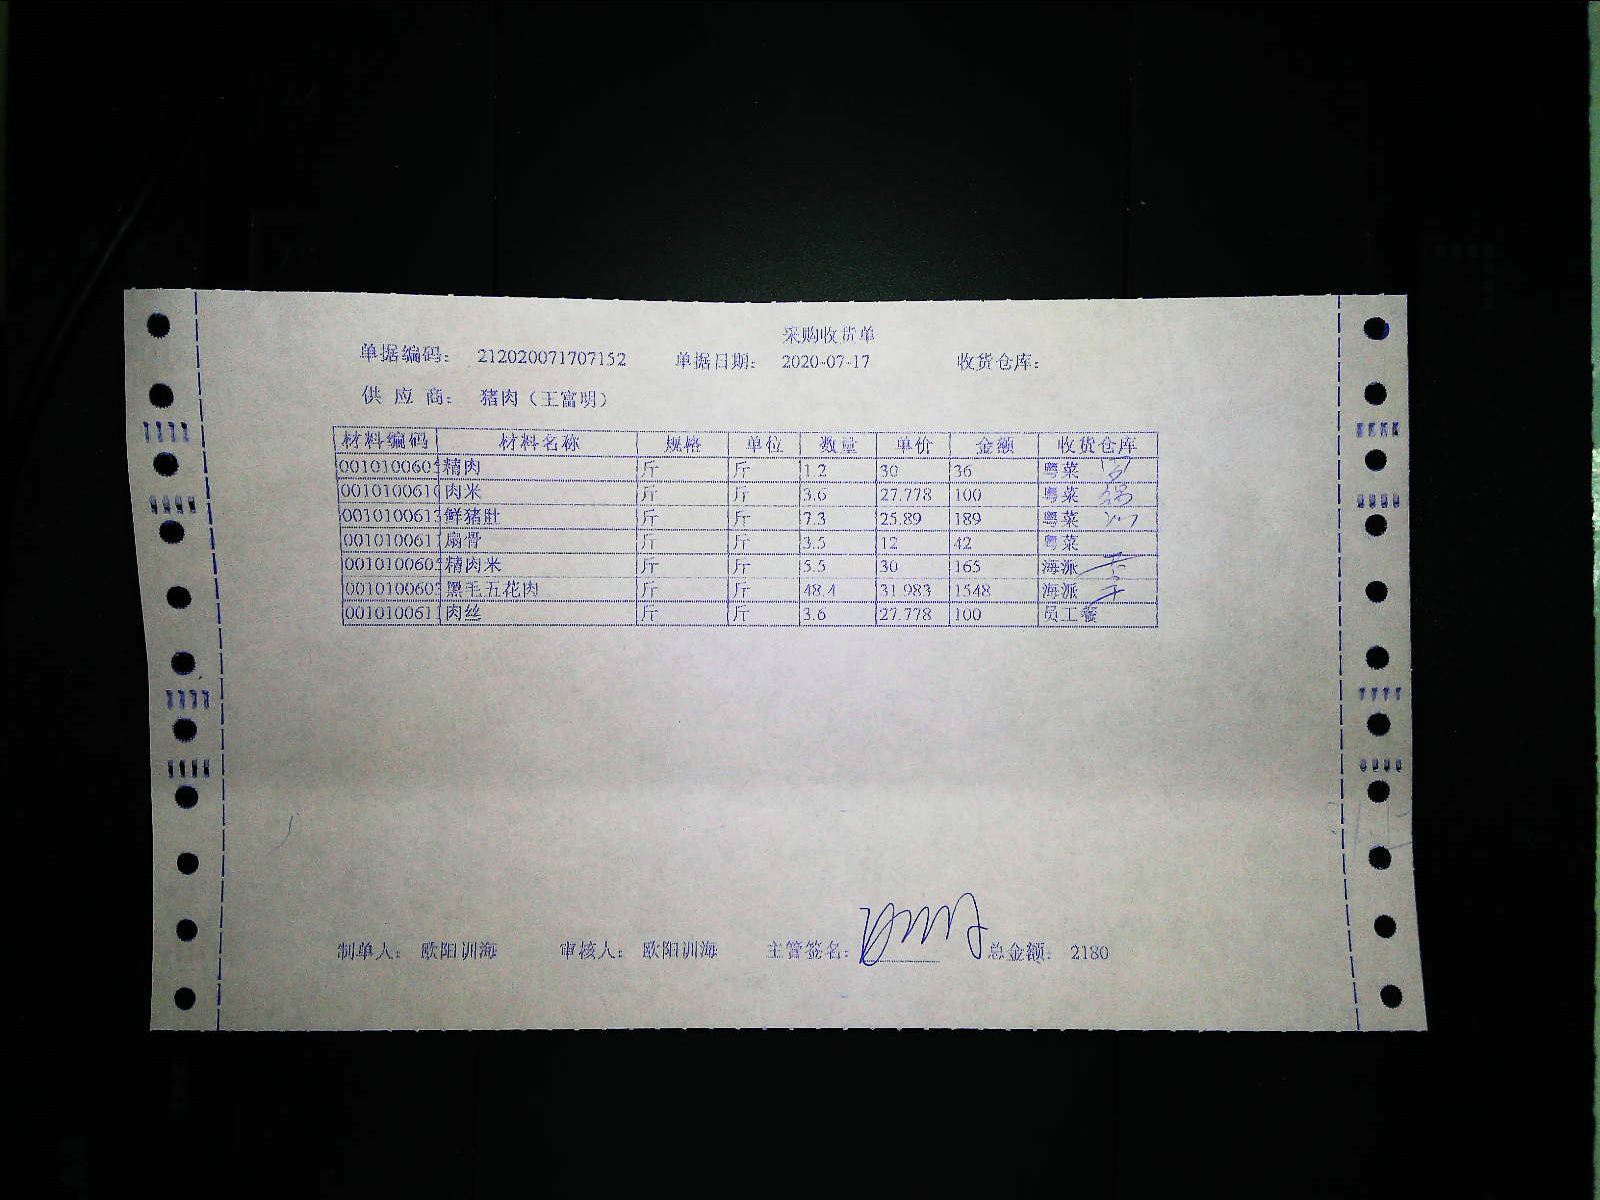 采购收货单
单据编码： 212020071707152 单据日期： 2020-07-17 收货仓库：
供 应 商： 猪肉（王富明）
材料编码 材料名称 规格 单位 数量 单价 金额 收货仓库
0010100605 精肉 斤 斤 1.2 30 36 粤菜
0010100610 肉米 斤 斤 3.6 27.778 100 粤菜
0010100613 鲜猪肚 斤 斤 7.3 25.89 189 粤菜
001010061 扇骨 斤 斤 3.5 12 42 粤菜
001010060 精肉米 斤 斤 5.5 30 165 海派
001010060 黑毛五花肉 斤 斤 48.4 31.983 1548 海派
001010061 肉丝 斤 斤 3.6 27.778 100 员工餐
制单人： 欧阳训海 审核人： 欧阳训海 主管签名： 总金额： 2180